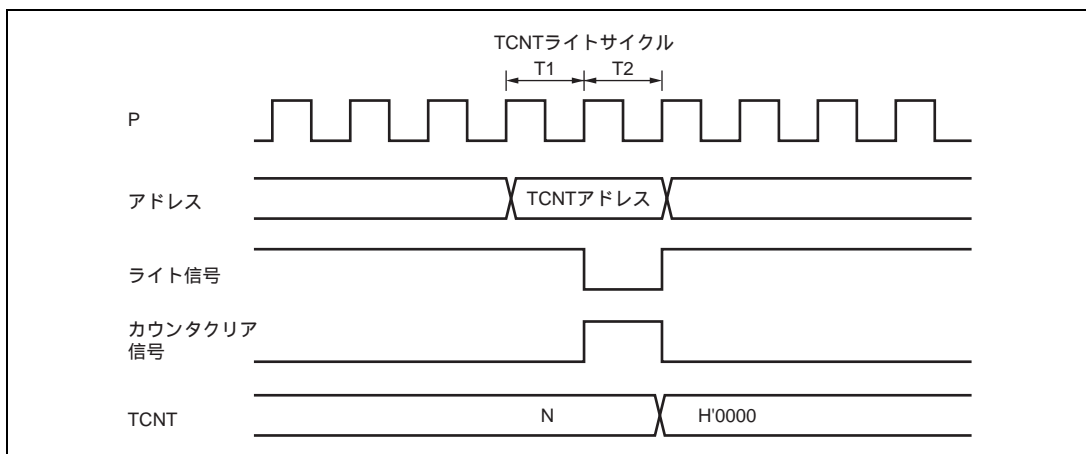 TCNTライトサイクル
T1 T2
P
アドレス TCNTアドレス
ライト信号
カウンタクリア
信号
TCNT N H'0000